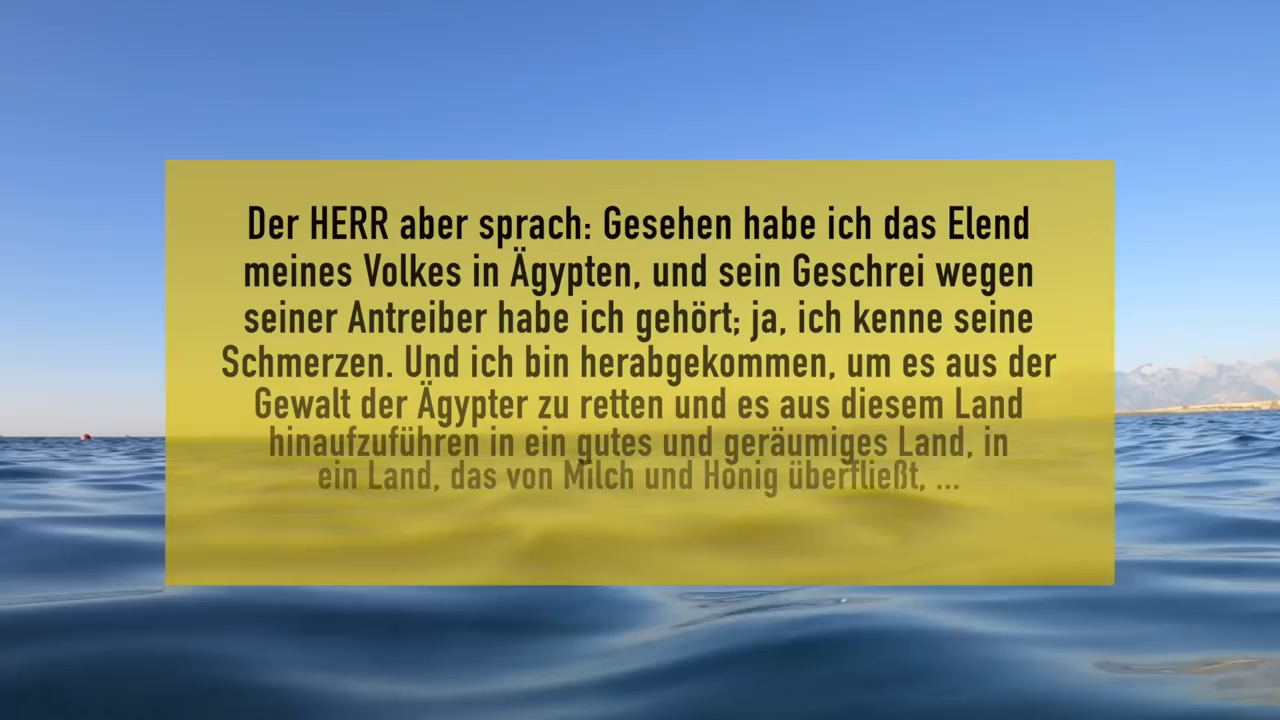 Der HERR aber sprach: Gesehen habe ich das Elend
meines Volkes in Ägypten, und sein Geschrei wegen
seiner Antreiber habe ich gehört; ja, ich kenne seine
Schmerzen. Und ich bin herabgekommen, um es aus der
Gewalt der Ägypter zu retten und es aus diesem Land
hinaufzuführen in ein gutes und geräumiges Land, in
ein Land, das von Milch und Honig überfließt, ...